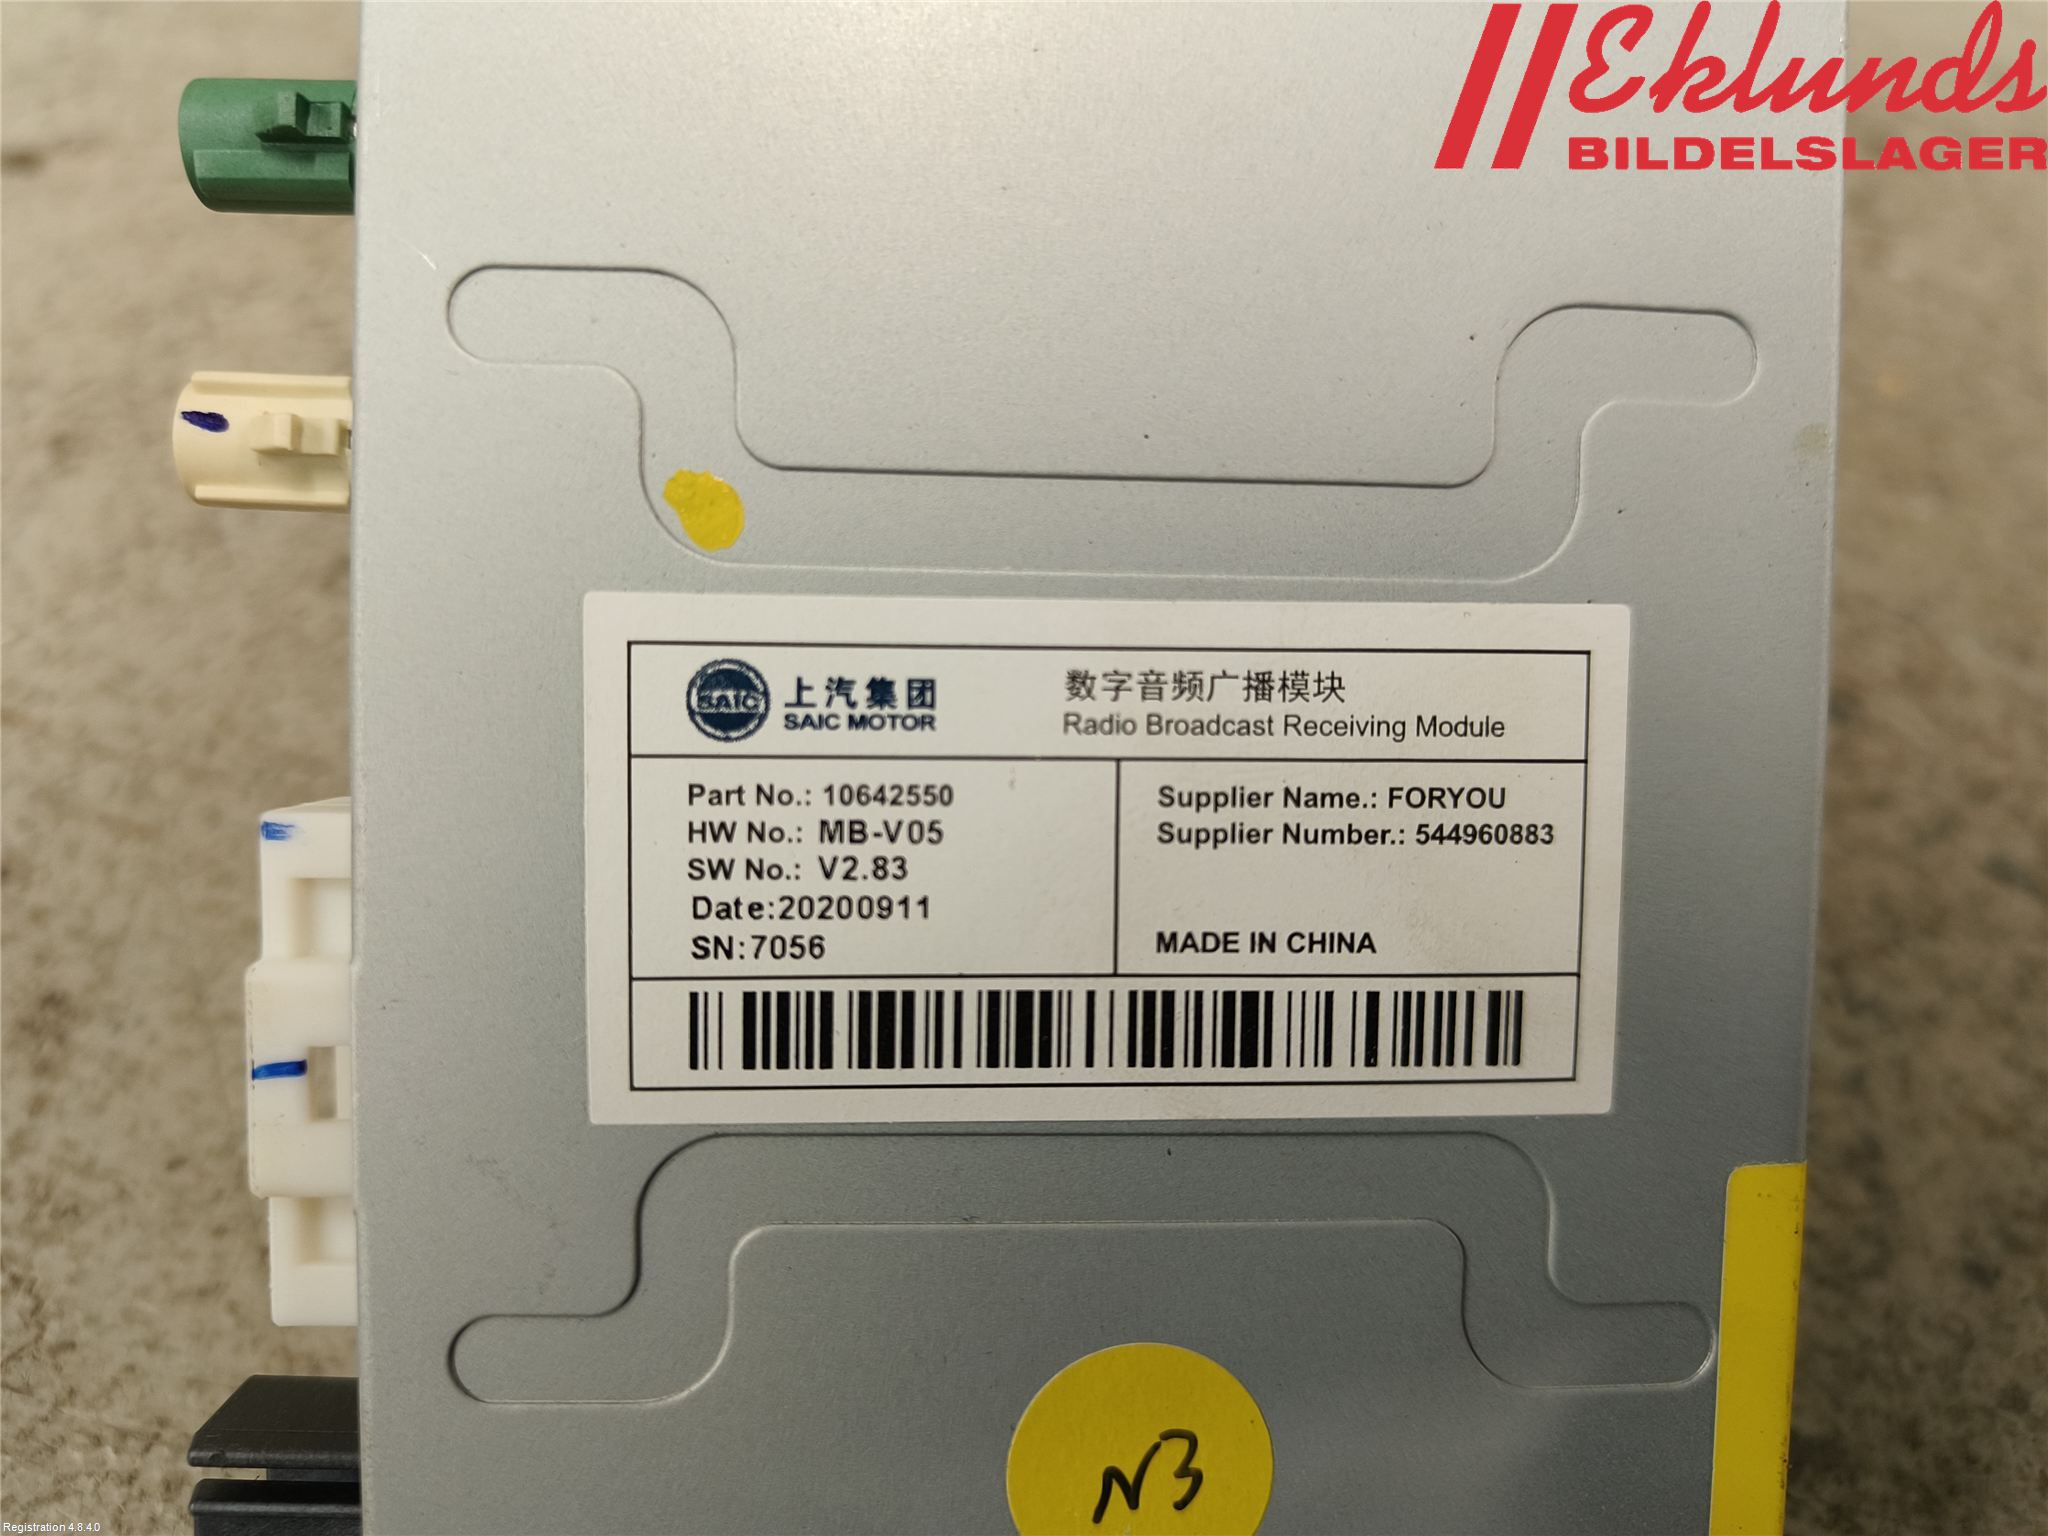 Eklunds
BILDELSLAGER
SAIC
上汽集团
SAIC MOTOR
数字音频广播模块
Radio Broadcast Receiving Module
Part No.: 10642550
HW No.: MB-V05
SW No.: V2.83
Date:20200911
SN:7056
Supplier Name.: FORYOU
Supplier Number.: 544960883
MADE IN CHINA
N3
Registration 4.8.4.0